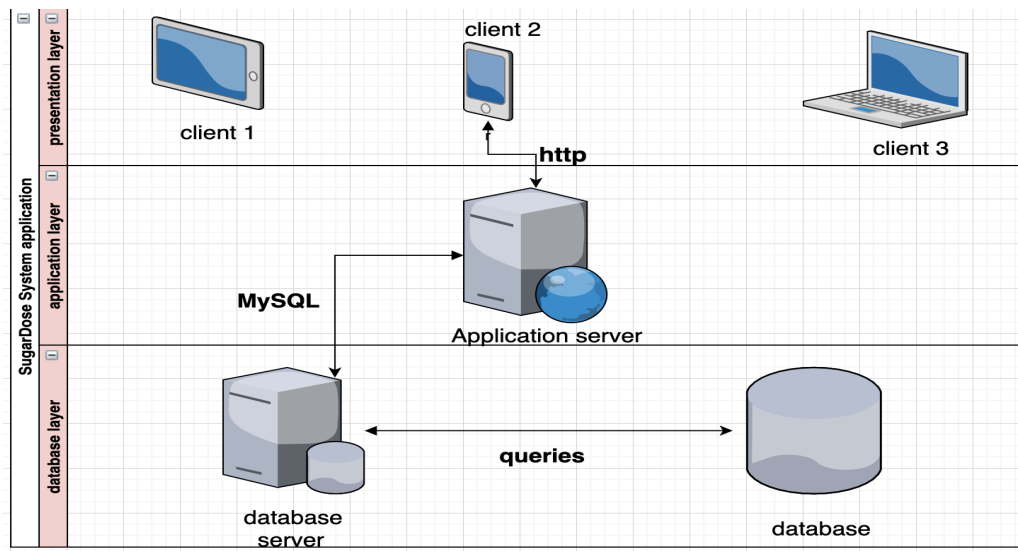 SugarDose System application
presentation layer
client 1
client 2
client 3
r
http
application layer
MySQL
Application server
database layer
queries
database
server
database